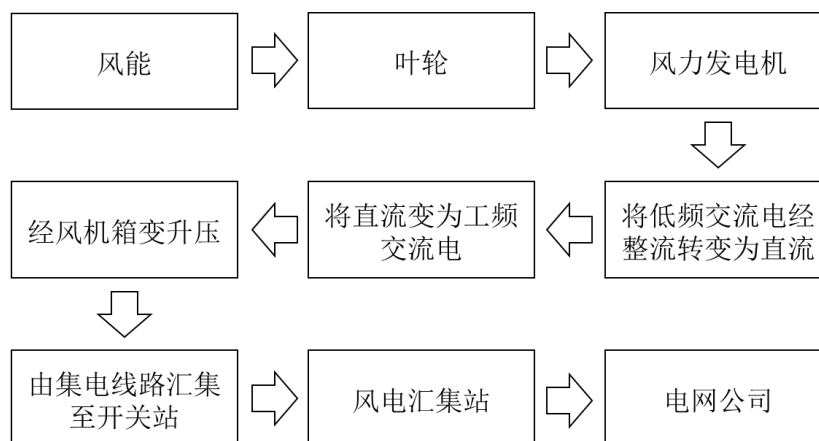 风能
叶轮
风力发电机
将低频交流电经
整流转变为直流
将直流变为工频
交流电
经风机箱变升压
由集电线路汇集
至开关站
风电汇集站
电网公司